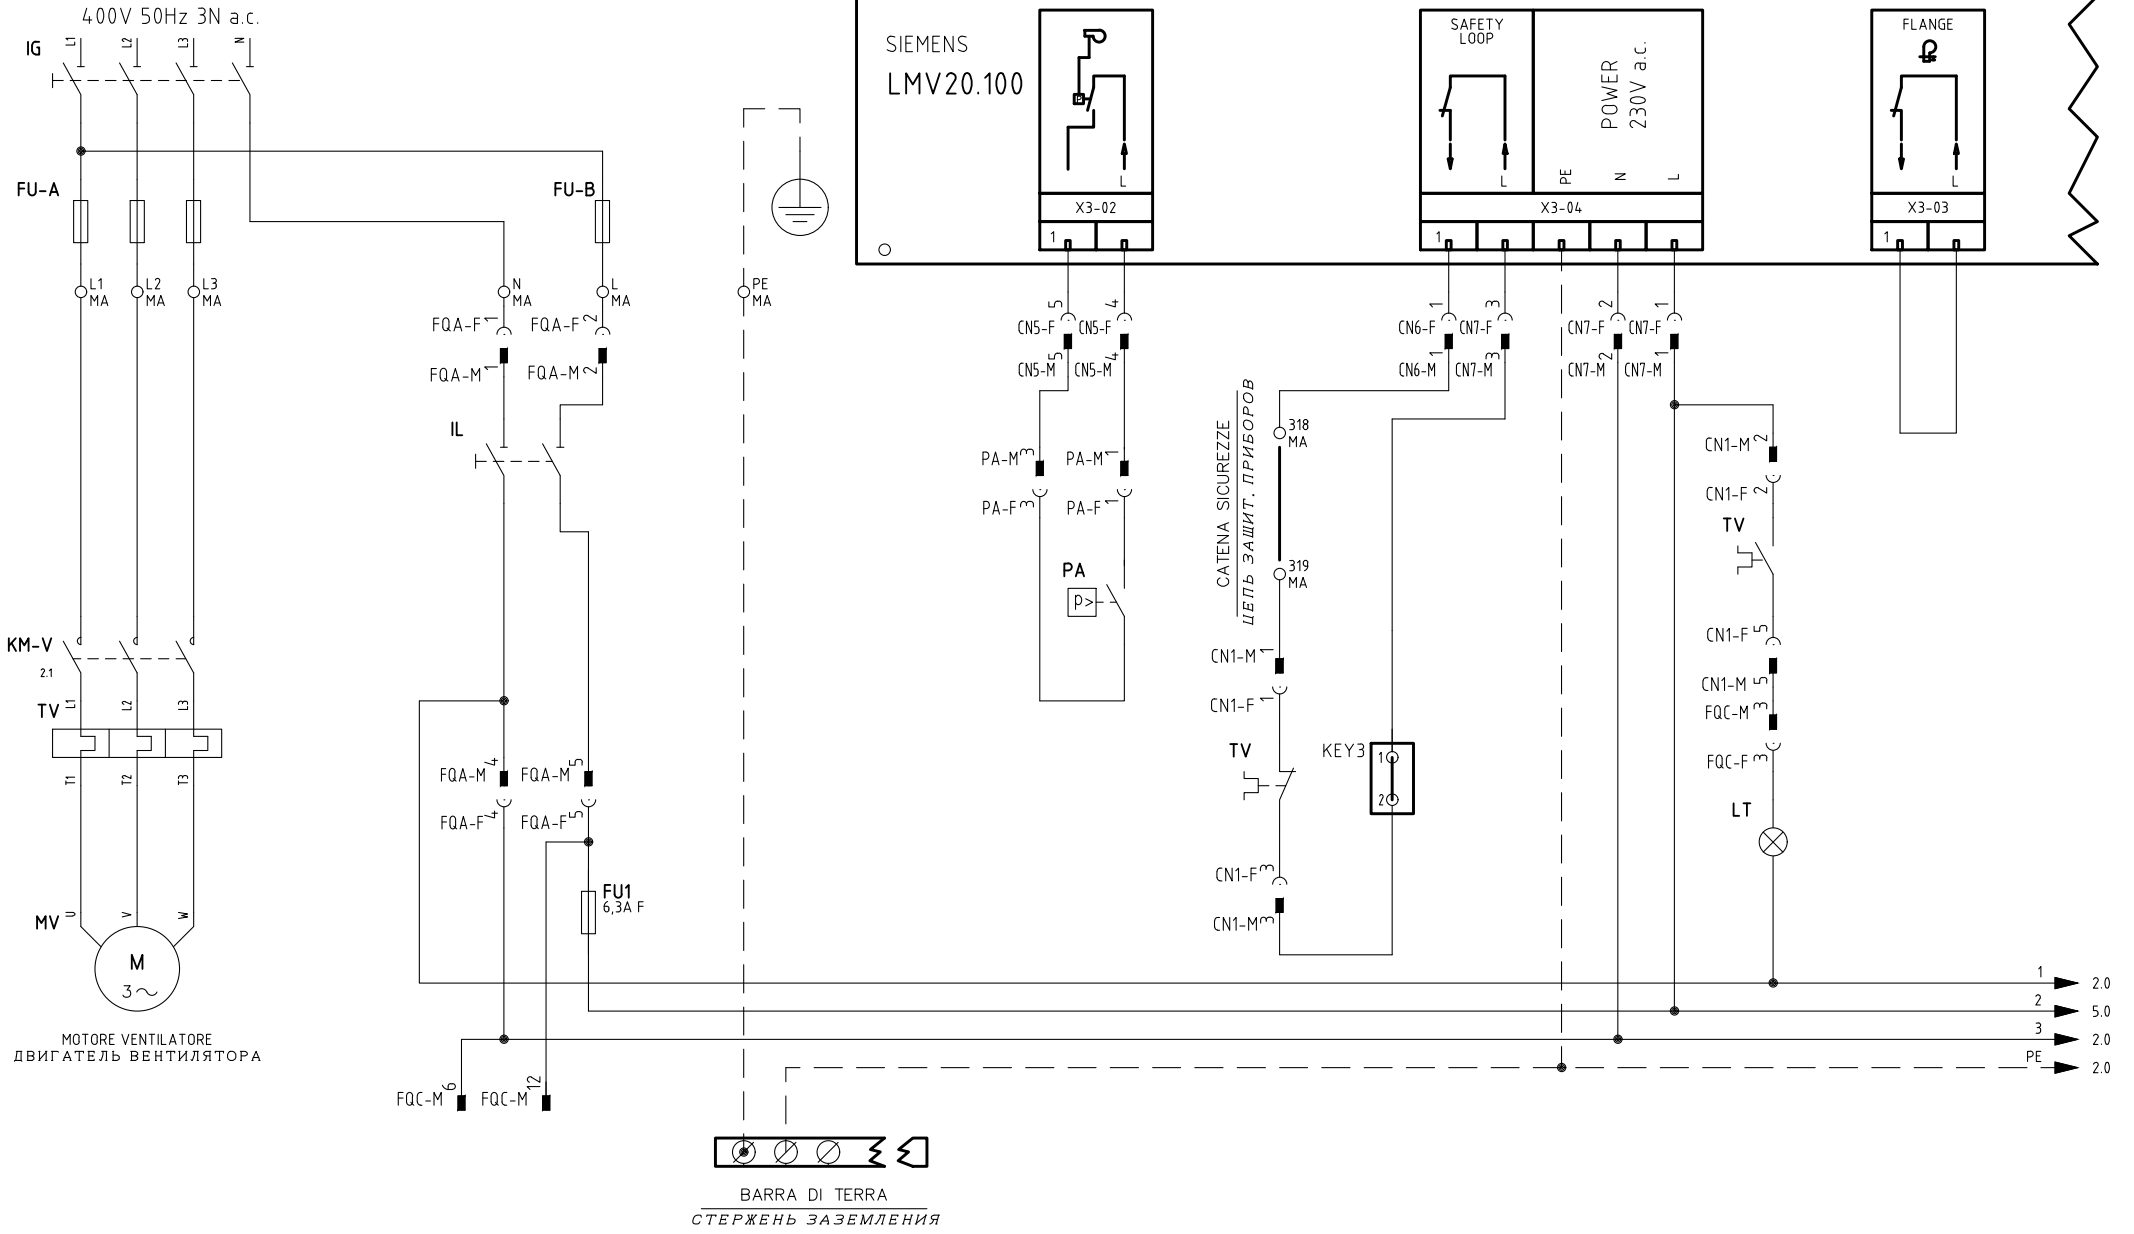 400V 50Hz 3N a.c.
IG
L1
L2
L3
N
FU-A
FU-B
L1
MA
L2
MA
L3
MA
N
MA
L
MA
PE
MA
FQA-F 1
FQA-F 2
FQA-M 1
FQA-M 2
IL
KM-V
2.1
TV
L1
L2
L3
T1
T2
T3
MV
U
V
W
M
3~
MOTORE VENTILATORE
ДВИГАТЕЛЬ ВЕНТИЛЯТОРА
FQA-M 4
FQA-M 5
FQA-F 4
FQA-F 5
FU1
6,3A F
FQC-M 6
FQC-M 12
BARRA DI TERRA
СТЕРЖЕНЬ ЗАЗЕМЛЕНИЯ
SIEMENS
LMV20.100
P
L
X3-02
1
SAFETY
LOOP
L
POWER
230V a.c.
PE
N
L
X3-04
1
FLANGE
L
X3-03
1
CN5-F 5
CN5-F 4
CN5-M 5
CN5-M 4
PA-M 3
PA-M 1
PA-F 3
PA-F 1
PA
P>
CN6-F 1
CN7-F 3
CN7-F 2
CN7-F 1
CN6-M 1
CN7-M 3
CN7-M 2
CN7-M 1
CATENA SICUREZZE
ЦЕПЬ ЗАЩИТ. ПРИБОРОВ
318
MA
319
MA
CN1-M 1
CN1-F 1
TV
CN1-F 3
CN1-M 3
KEY3
1
2
CN1-M 2
CN1-F 2
TV
CN1-F 5
CN1-M 5
FQC-M 3
FQC-F 3
LT
1 2.0
2 5.0
3 2.0
PE 2.0